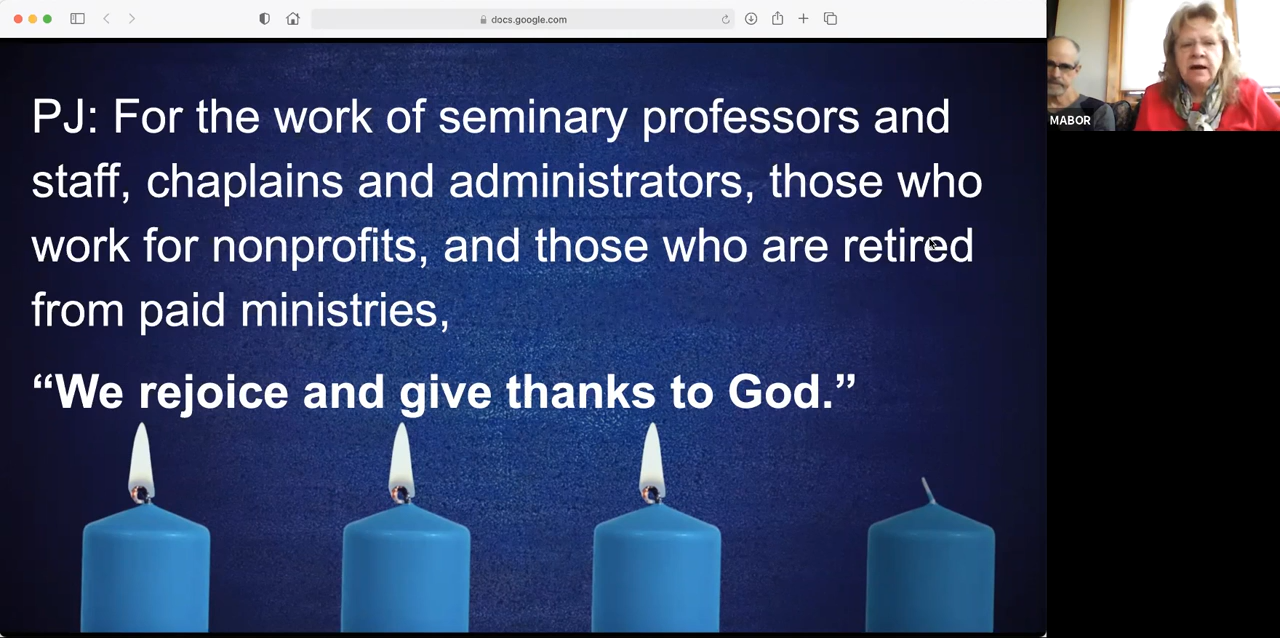 docs.google.com
PJ: For the work of seminary professors and
staff, chaplains and administrators, those who
work for nonprofits, and those who are retired
from paid ministries,
“We rejoice and give thanks to God.”
MABOR